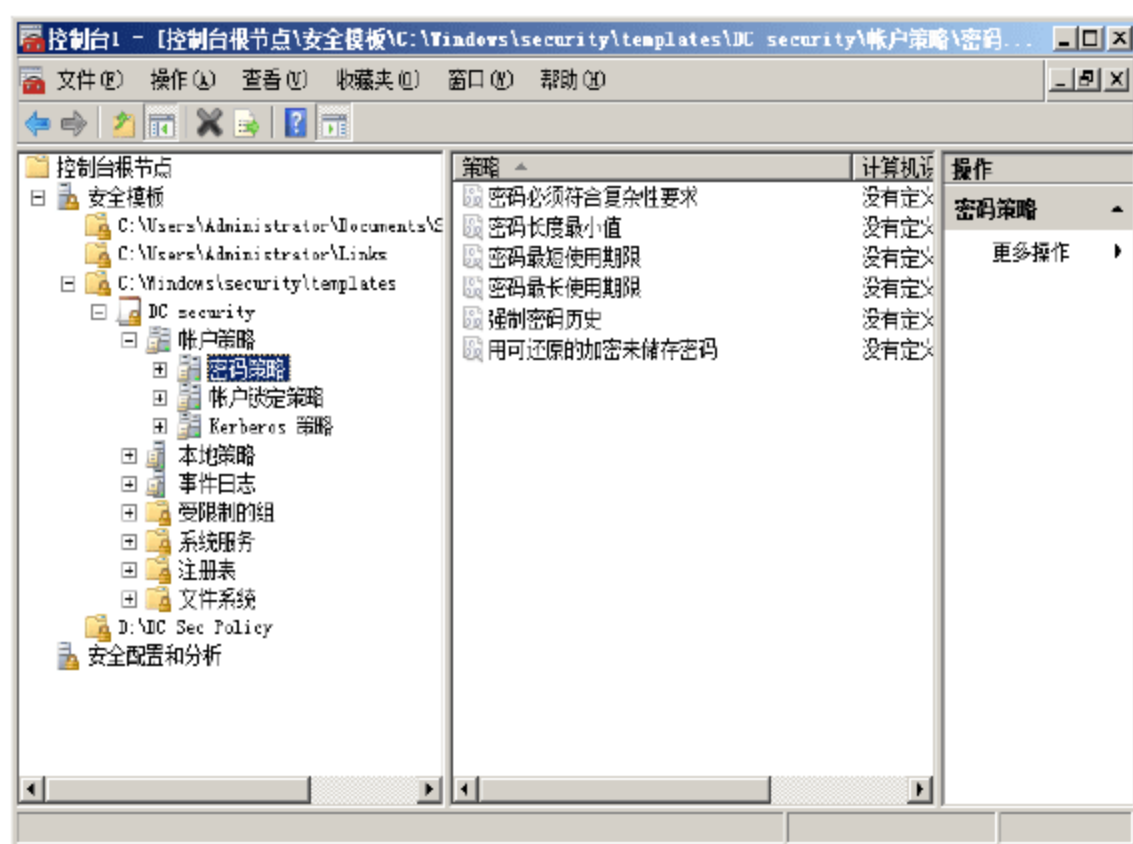 控制台1 - [控制台根节点\安全模板\C:\Windows\security\templates\DC security\帐户策略\密码...
文件(F) 操作(A) 查看(V) 收藏夹(O) 窗口(W) 帮助(H)
控制台根节点
安全模板
C:\Users\Administrator\Documents\S
C:\Users\Administrator\Links
C:\Windows\security\templates
DC security
帐户策略
密码策略
帐户锁定策略
Kerberos 策略
本地策略
事件日志
受限制的组
系统服务
注册表
文件系统
D:\DC Sec Policy
安全配置和分析
策略 计算机设
密码必须符合复杂性要求 没有定义
密码长度最小值 没有定义
密码最短使用期限 没有定义
密码最长使用期限 没有定义
强制密码历史 没有定义
用可还原的加密来储存密码 没有定义
操作
密码策略
更多操作